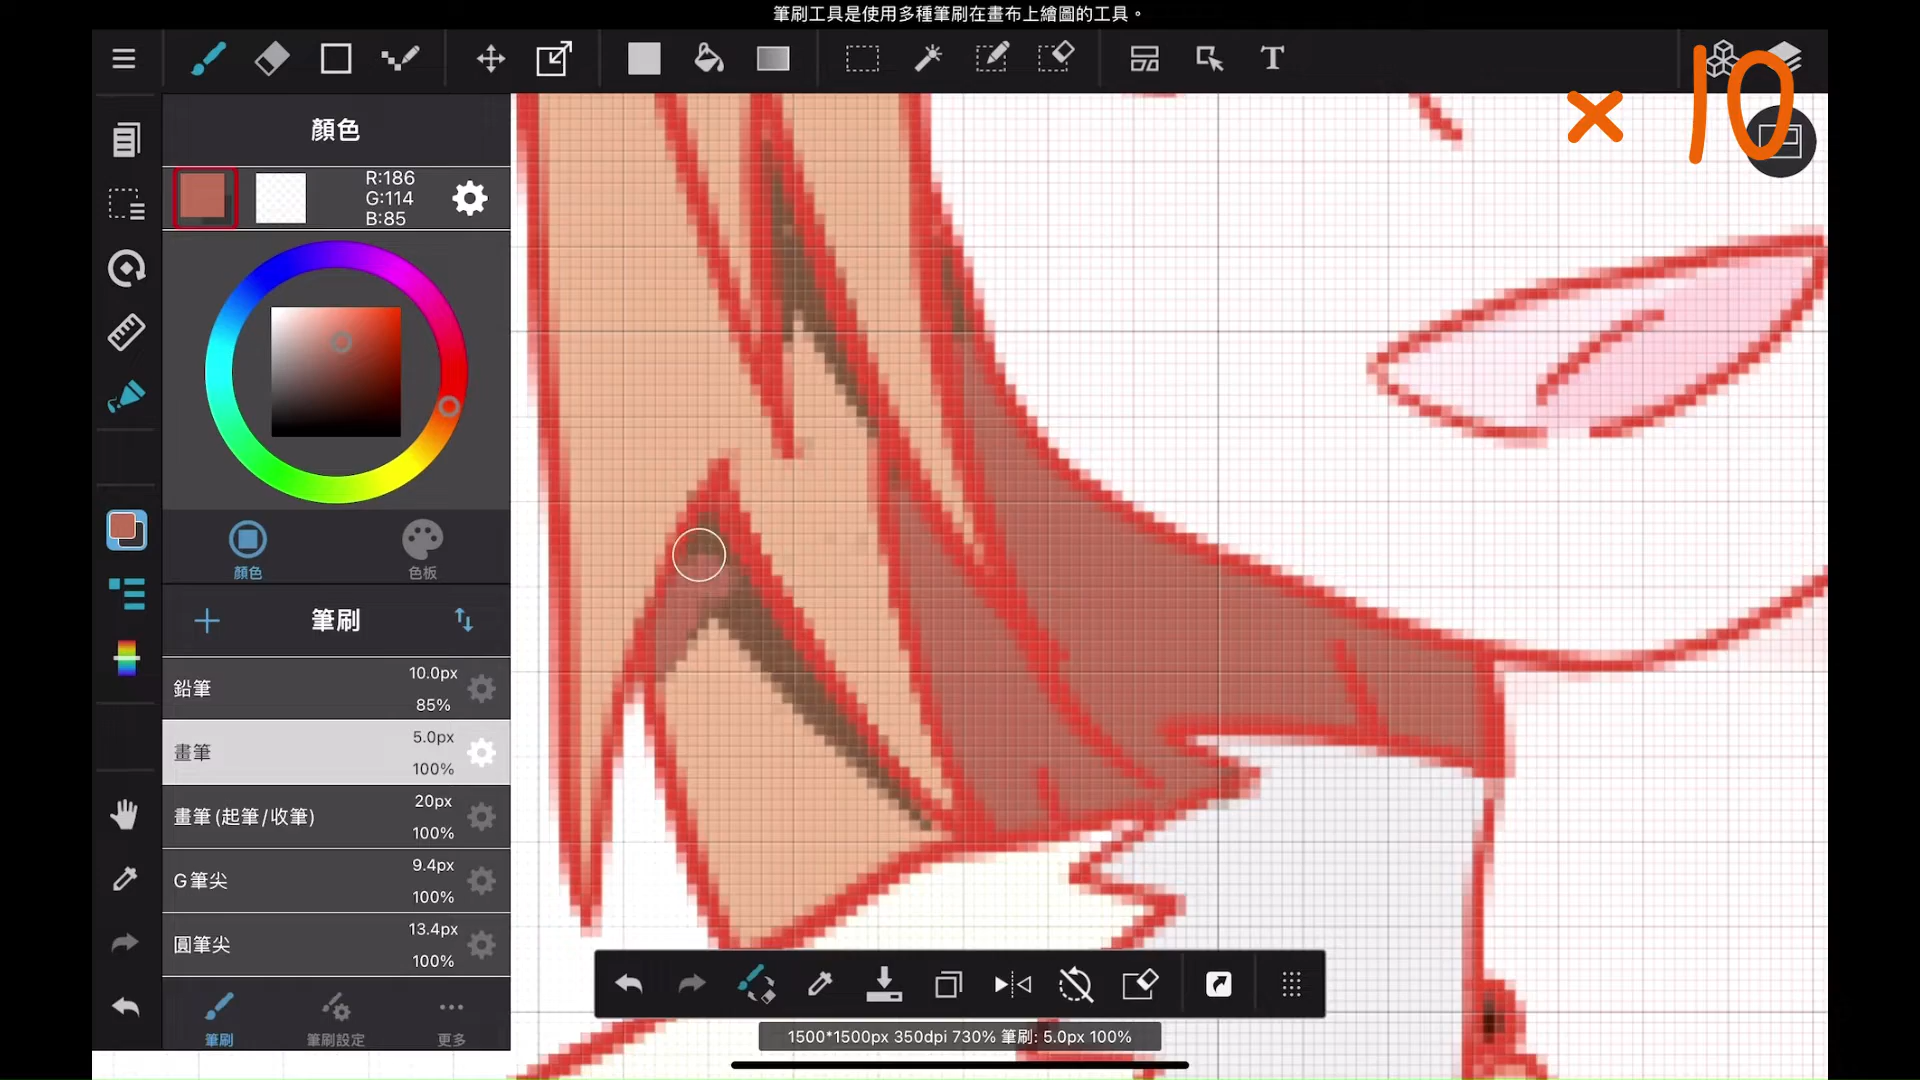 筆刷工具是使用多種筆刷在畫布上繪圖的工具。
T
× 10
顏色
R:186
G:114
B:85
顏色
色板
筆刷
鉛筆
10.0px
85%
畫筆
5.0px
100%
畫筆(起筆/收筆)
20px
100%
G筆尖
9.4px
100%
圓筆尖
13.4px
100%
筆刷
筆刷設定
更多
1500*1500px 350dpi 730% 筆刷: 5.0px 100%